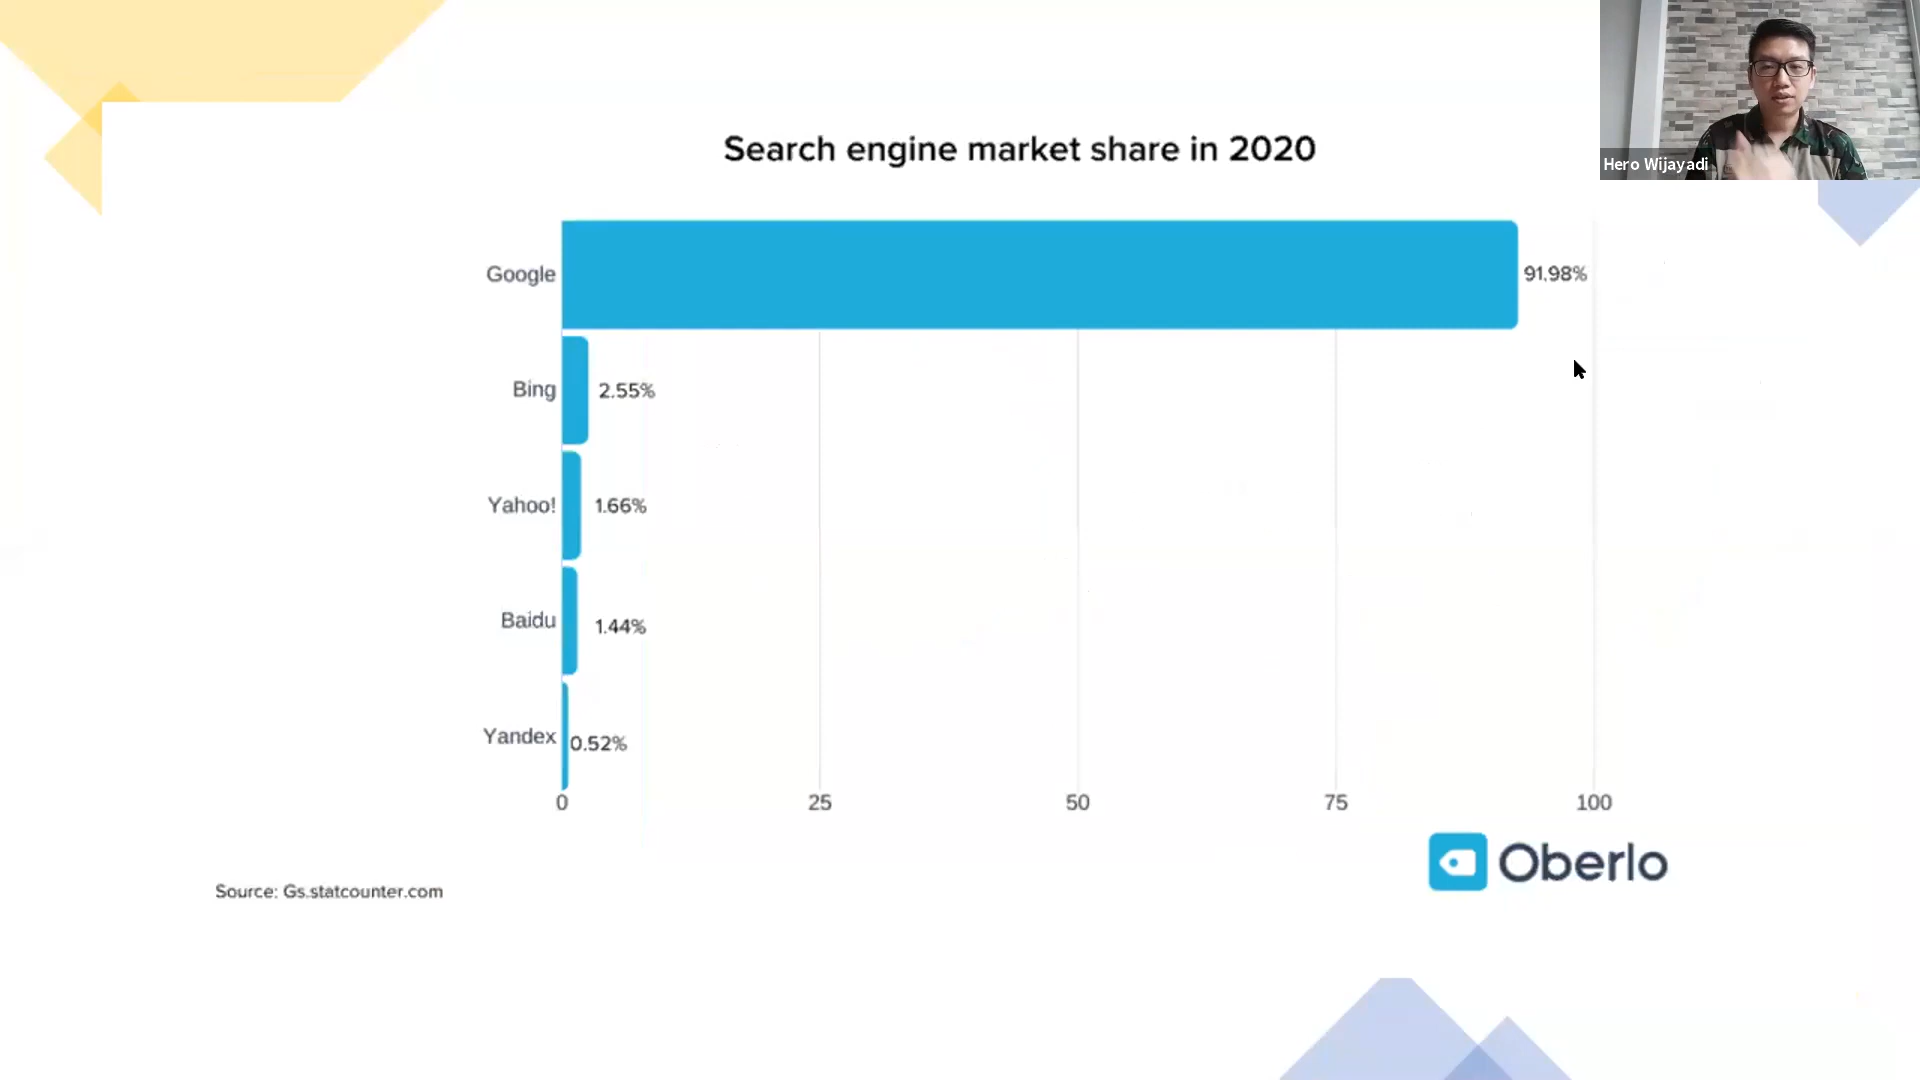 Search engine market share in 2020
Hero Wijayadi
Google
91.98%
Bing
2.55%
Yahoo!
1.66%
Baidu
1.44%
Yandex
0.52%
0 25 50 75 100
Oberlo
Source: Gs.statcounter.com